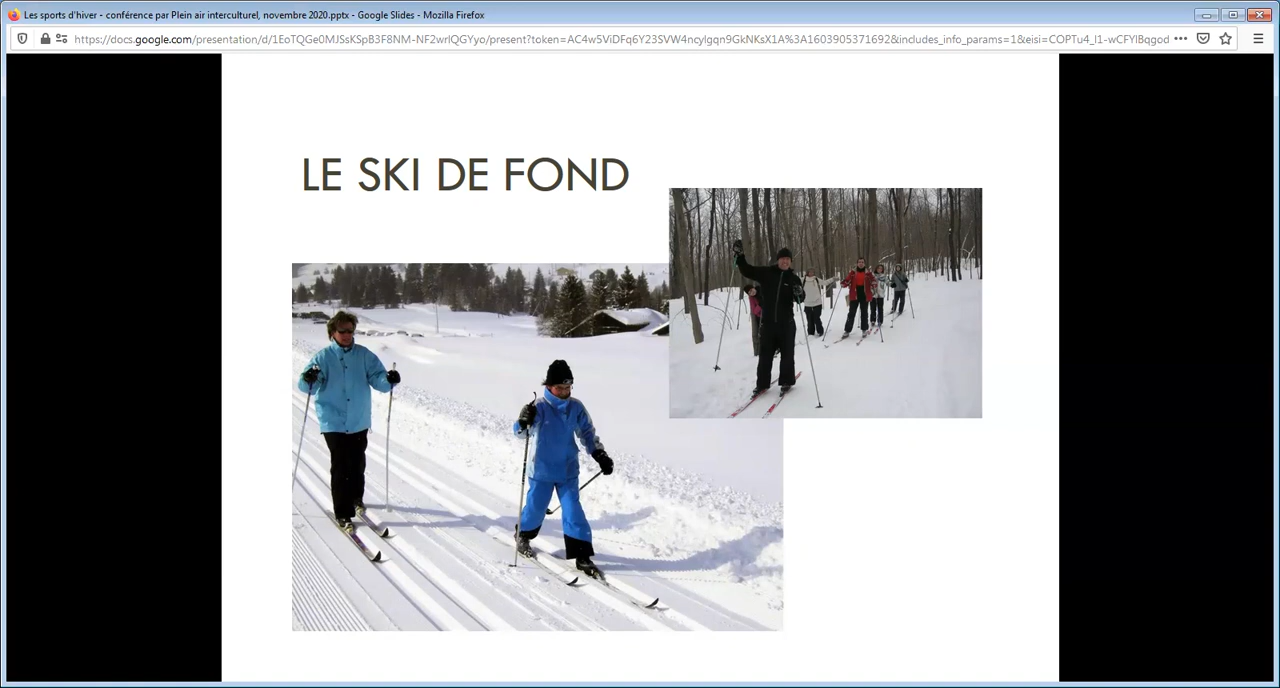 Les sports d'hiver - conférence par Plein air interculturel, novembre 2020.pptx - Google Slides - Mozilla Firefox
https://docs.google.com/presentation/d/1EoTQGe0MJSsKSpB3F8NM-NF2wrlQGYyo/present?token=AC4w5ViDFq6Y23SVW4ncylgqn9GkNKsX1A%3A1603905371692&includes_info_params=1&eisi=COPTu4_l1-wCFYlBqgod
LE SKI DE FOND